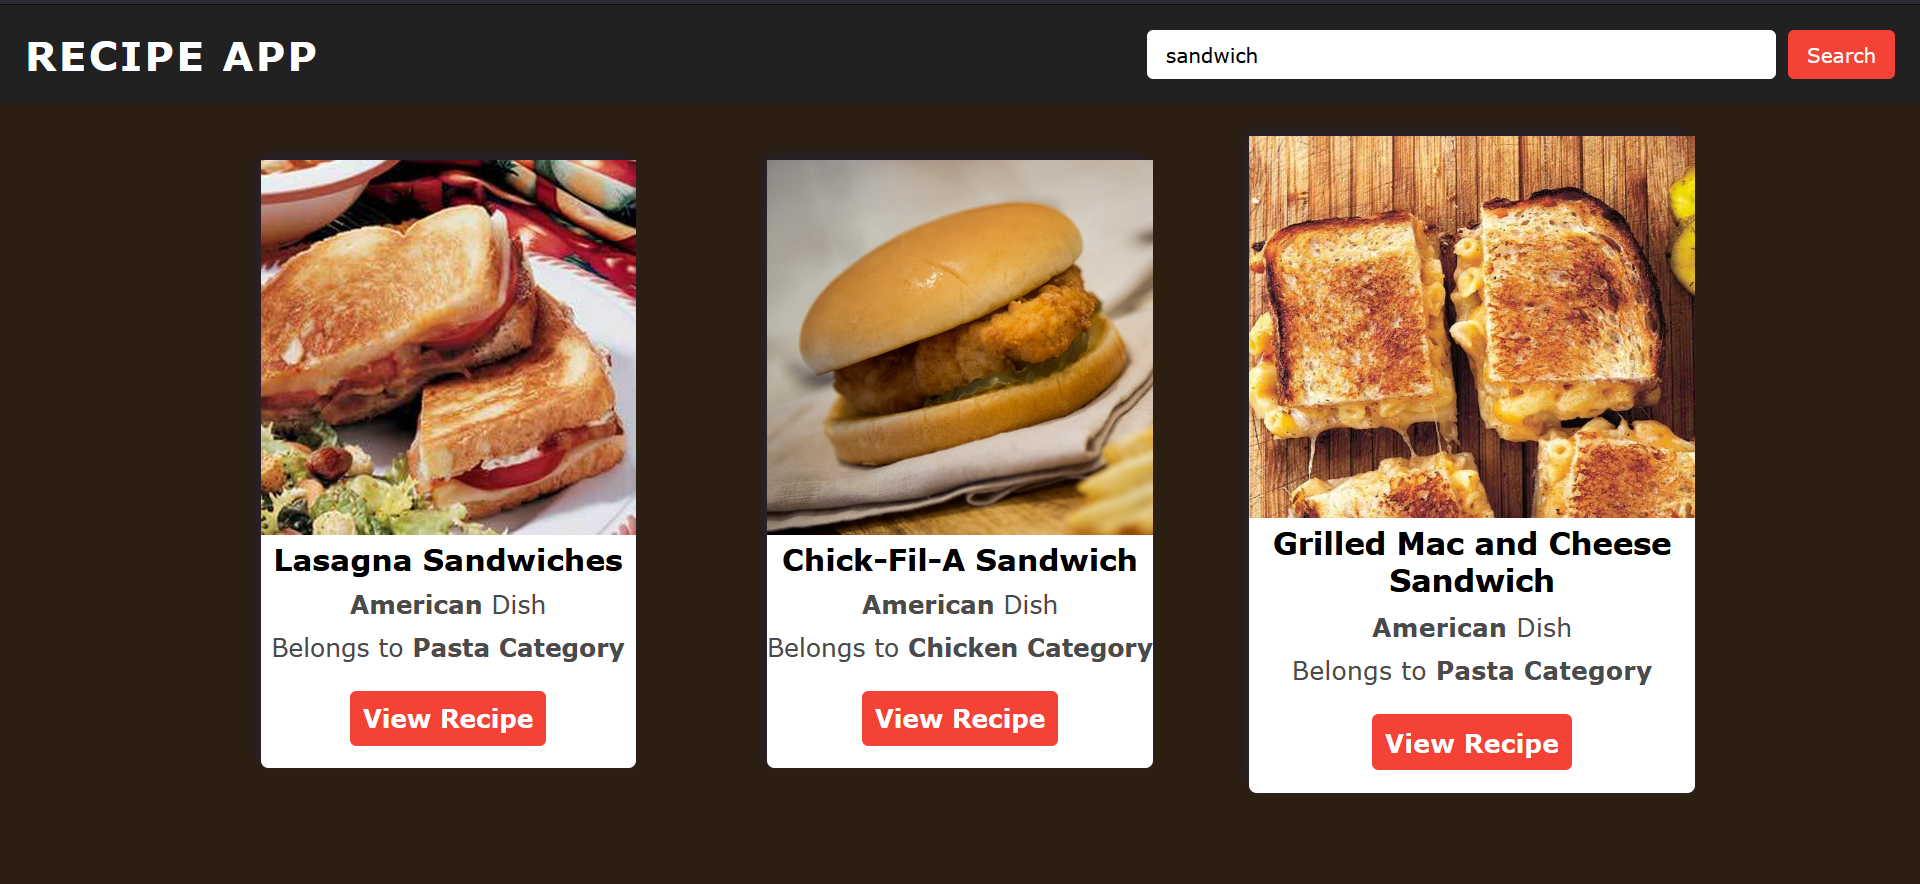 RECIPE APP
sandwich
Search
Lasagna Sandwiches
American Dish
Belongs to Pasta Category
View Recipe
Chick-Fil-A Sandwich
American Dish
Belongs to Chicken Category
View Recipe
Grilled Mac and Cheese
Sandwich
American Dish
Belongs to Pasta Category
View Recipe